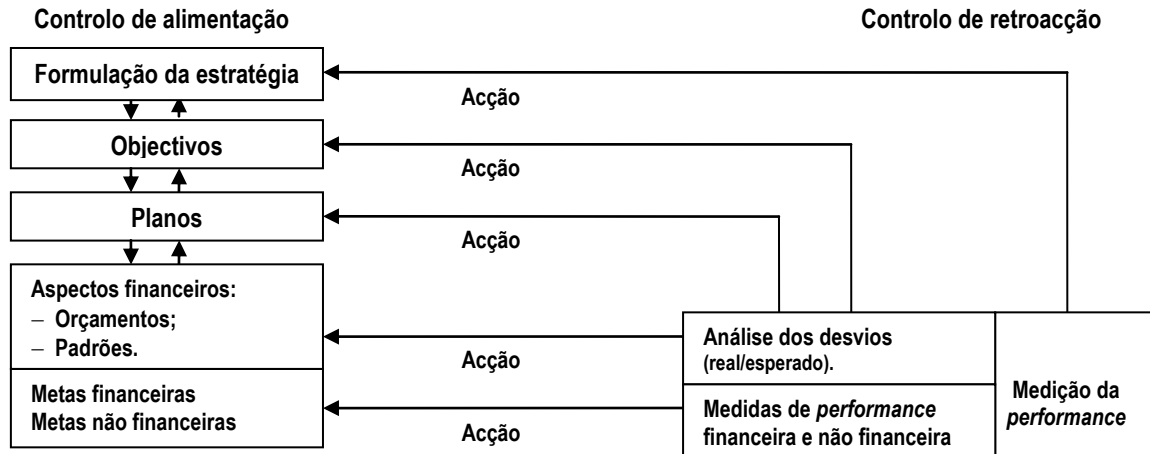 Controlo de alimentação
Controlo de retroacção
Formulação da estratégia
Acção
Objectivos
Acção
Planos
Acção
Aspectos financeiros:
– Orçamentos;
– Padrões.
Acção
Metas financeiras
Metas não financeiras
Acção
Análise dos desvios
(real/esperado).
Medidas de performance
financeira e não financeira
Medição da
performance